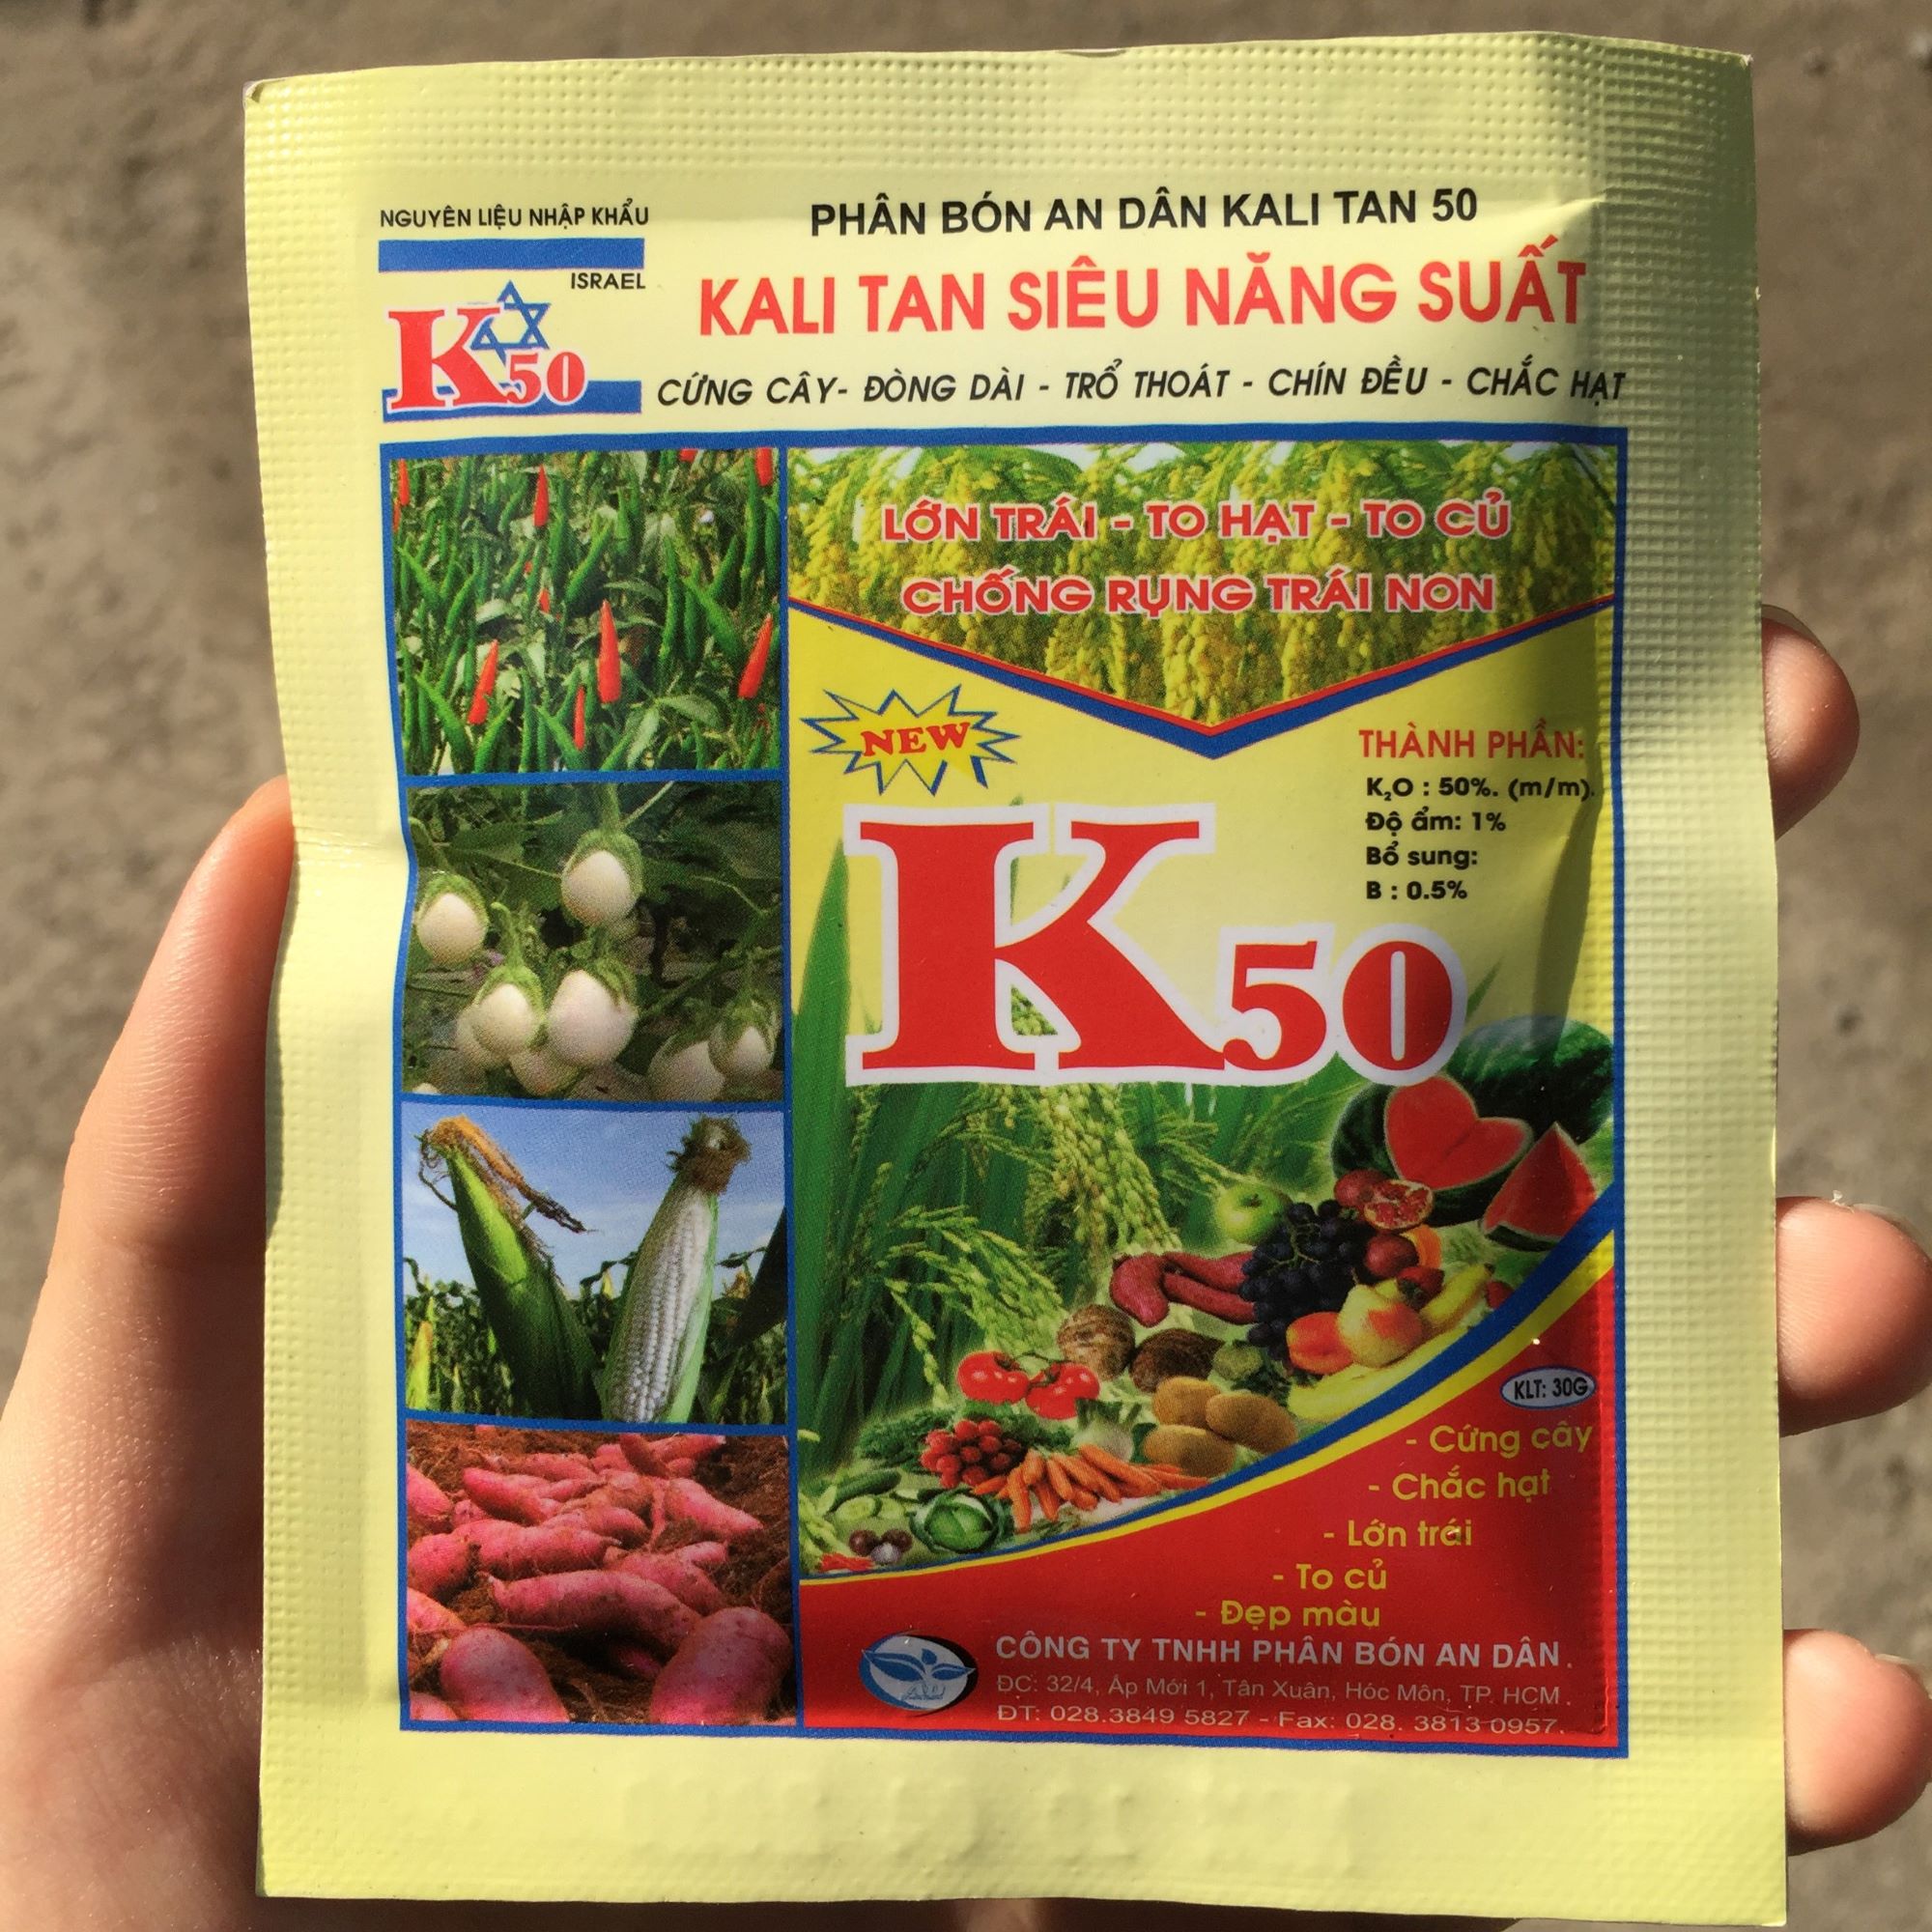 NGUYÊN LIỆU NHẬP KHẨU
ISRAEL
K50
PHÂN BÓN AN DÂN KALI TAN 50
KALI TAN SIÊU NĂNG SUẤT
CỨNG CÂY- ĐÒNG DÀI - TRỔ THOÁT - CHÍN ĐỀU - CHẮC HẠT
LỚN TRÁI - TO HẠT - TO CỦ
CHỐNG RỤNG TRÁI NON
NEW
THÀNH PHẦN:
K₂O : 50%. (m/m).
Độ ẩm: 1%
Bổ sung:
B : 0.5%
K50
KLT: 30G
- Cứng cây
- Chắc hạt
- Lớn trái
- To củ
- Đẹp màu
CÔNG TY TNHH PHÂN BÓN AN DÂN.
ĐC: 32/4, Ấp Mới 1, Tân Xuân, Hóc Môn, TP. HCM.
ĐT: 028.3849 5827 - Fax: 028. 3813 0957.